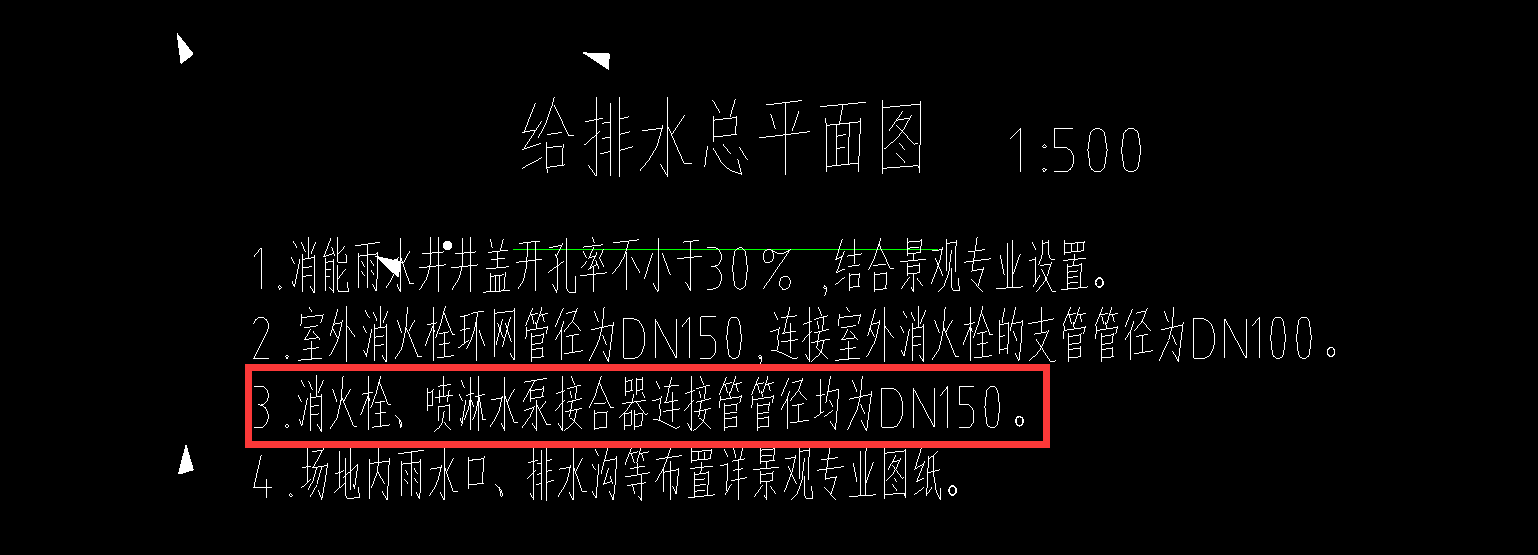 给排水总平面图 1:500
1.消能雨水井井盖开孔率不小于30%,结合景观专业设置。
2.室外消火栓环网管径为DN150,连接室外消火栓的支管管径为DN100。
3.消火栓、喷淋水泵接合器连接管管径均为DN150。
4.场地内雨水口、排水沟等布置详景观专业图纸。